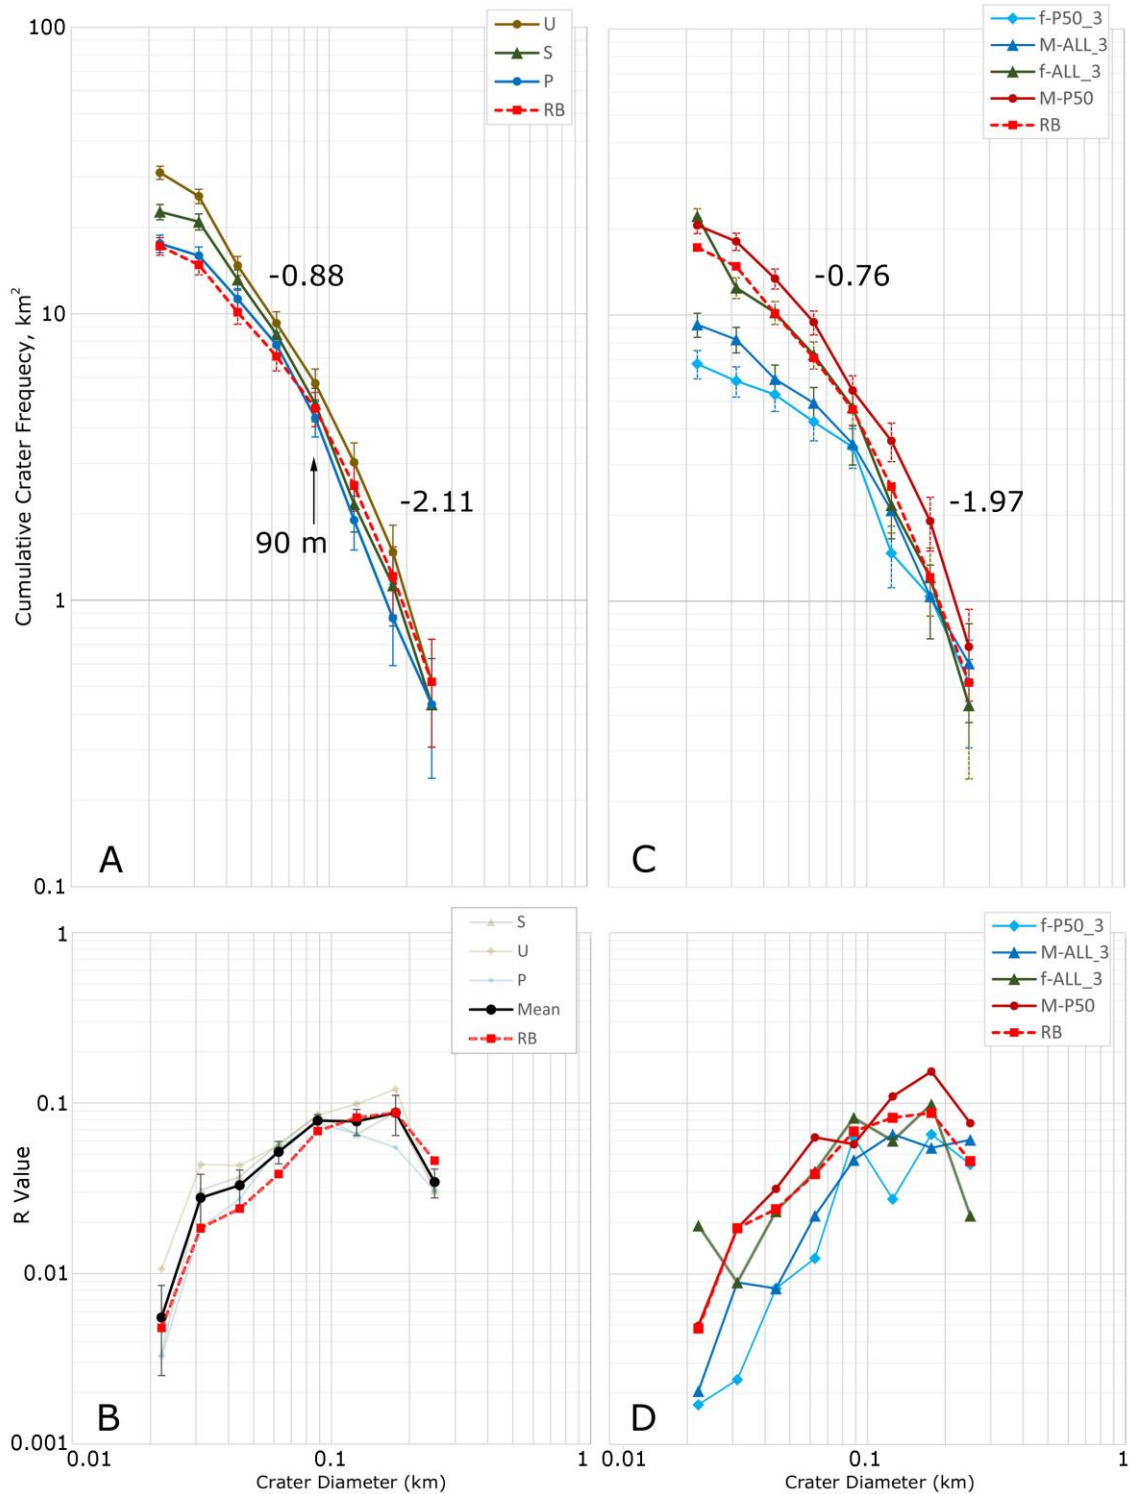 100
10
1
0.1
Cumulative Crater Frequecy, km²
U
S
P
RB
-0.88
-2.11
90 m
A
f-P50_3
M-ALL_3
f-ALL_3
M-P50
RB
-0.76
-1.97
C
1
0.1
0.01
0.001
R Value
S
U
P
Mean
RB
B
0.01
0.1
1
Crater Diameter (km)
f-P50_3
M-ALL_3
f-ALL_3
M-P50
RB
D
0.01
0.1
1
Crater Diameter (km)